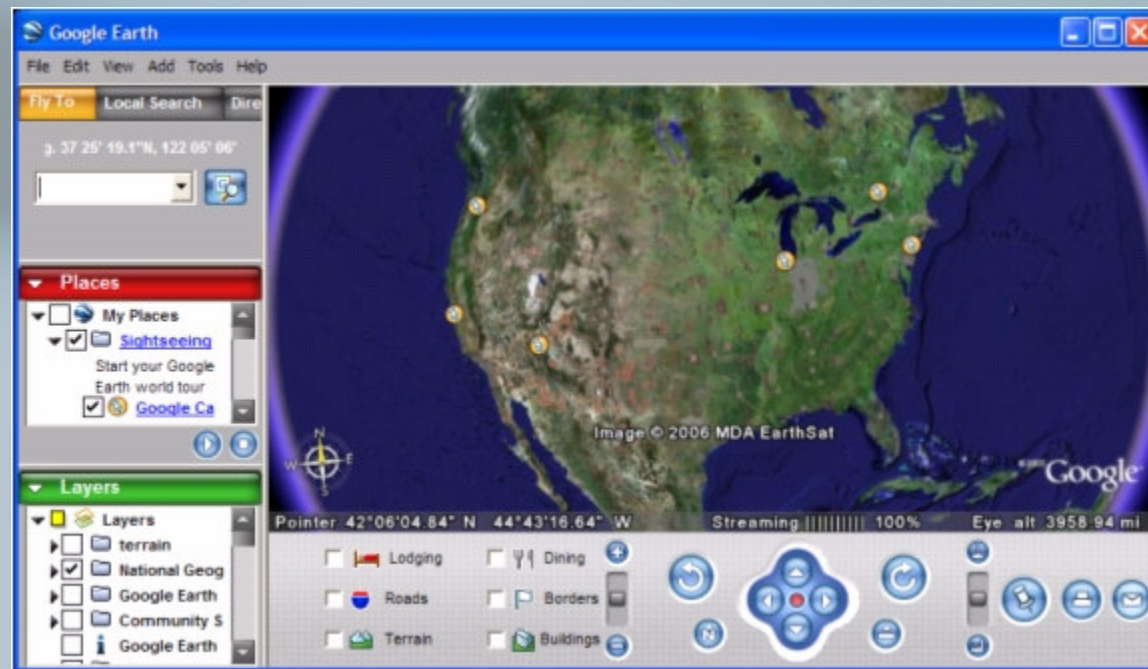 Google Earth
File Edit View Add Tools Help
Fly To Local Search Dire
g. 37 25' 19.1"N, 122 05' 06"
Places
My Places
Sightseeing
Start your Google
Earth world tour
Google Ca
Layers
Layers
terrain
National Geog
Google Earth
Community S
Google Earth
N
W E
S
Image © 2006 MDA EarthSat
Google
Pointer 42°06'04.84" N 44°43'16.64" W Streaming |||||||||| 100% Eye alt 3958.94 mi
Lodging Dining
Roads Borders
Terrain Buildings
N